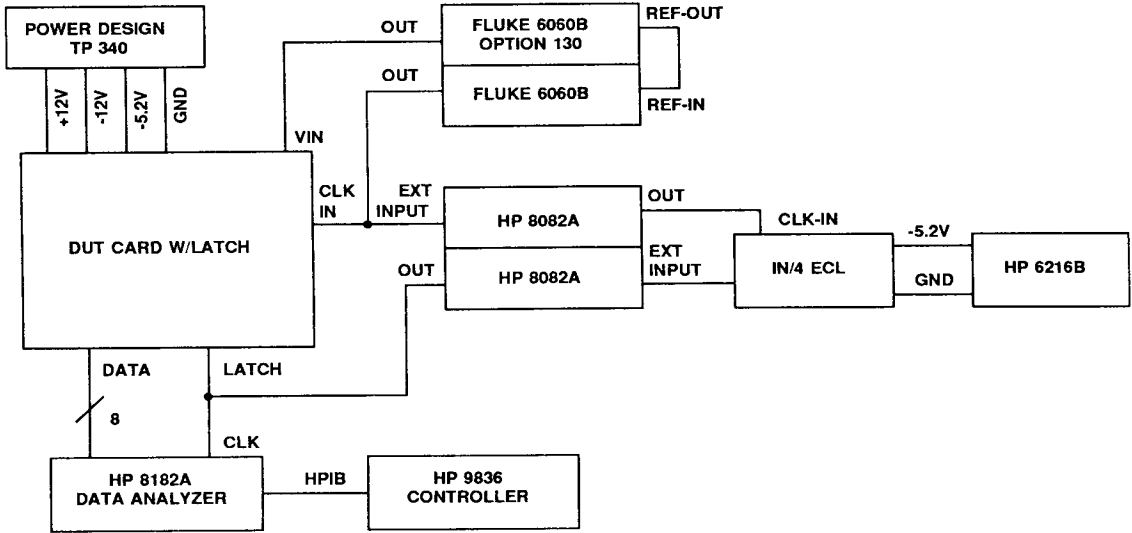 POWER DESIGN
TP 340
+12V
-12V
-5.2V
GND
OUT
FLUKE 6060B
OPTION 130
REF-OUT
OUT
FLUKE 6060B
REF-IN
VIN
CLK
IN
EXT
INPUT
HP 8082A
OUT
CLK-IN
DUT CARD W/LATCH
OUT
HP 8082A
EXT
INPUT
IN/4 ECL
-5.2V
GND
HP 6216B
DATA
LATCH
8
CLK
HP 8182A
DATA ANALYZER
HPIB
HP 9836
CONTROLLER